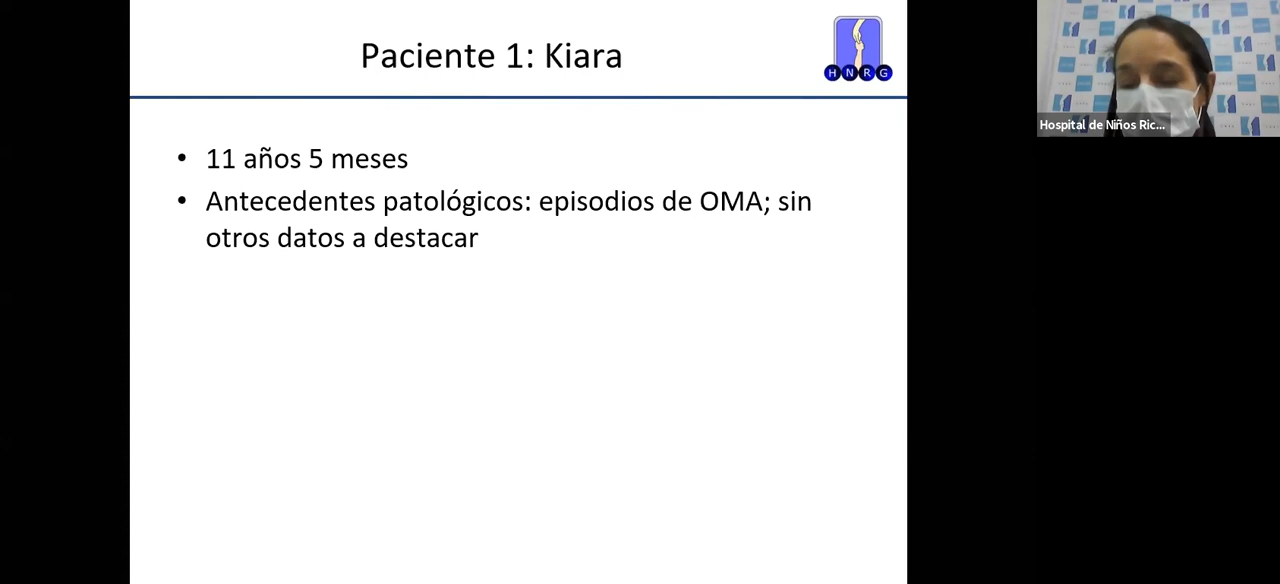 Paciente 1: Kiara
H N R G
• 11 años 5 meses
• Antecedentes patológicos: episodios de OMA; sin
otros datos a destacar
Hospital de Niños Ric...